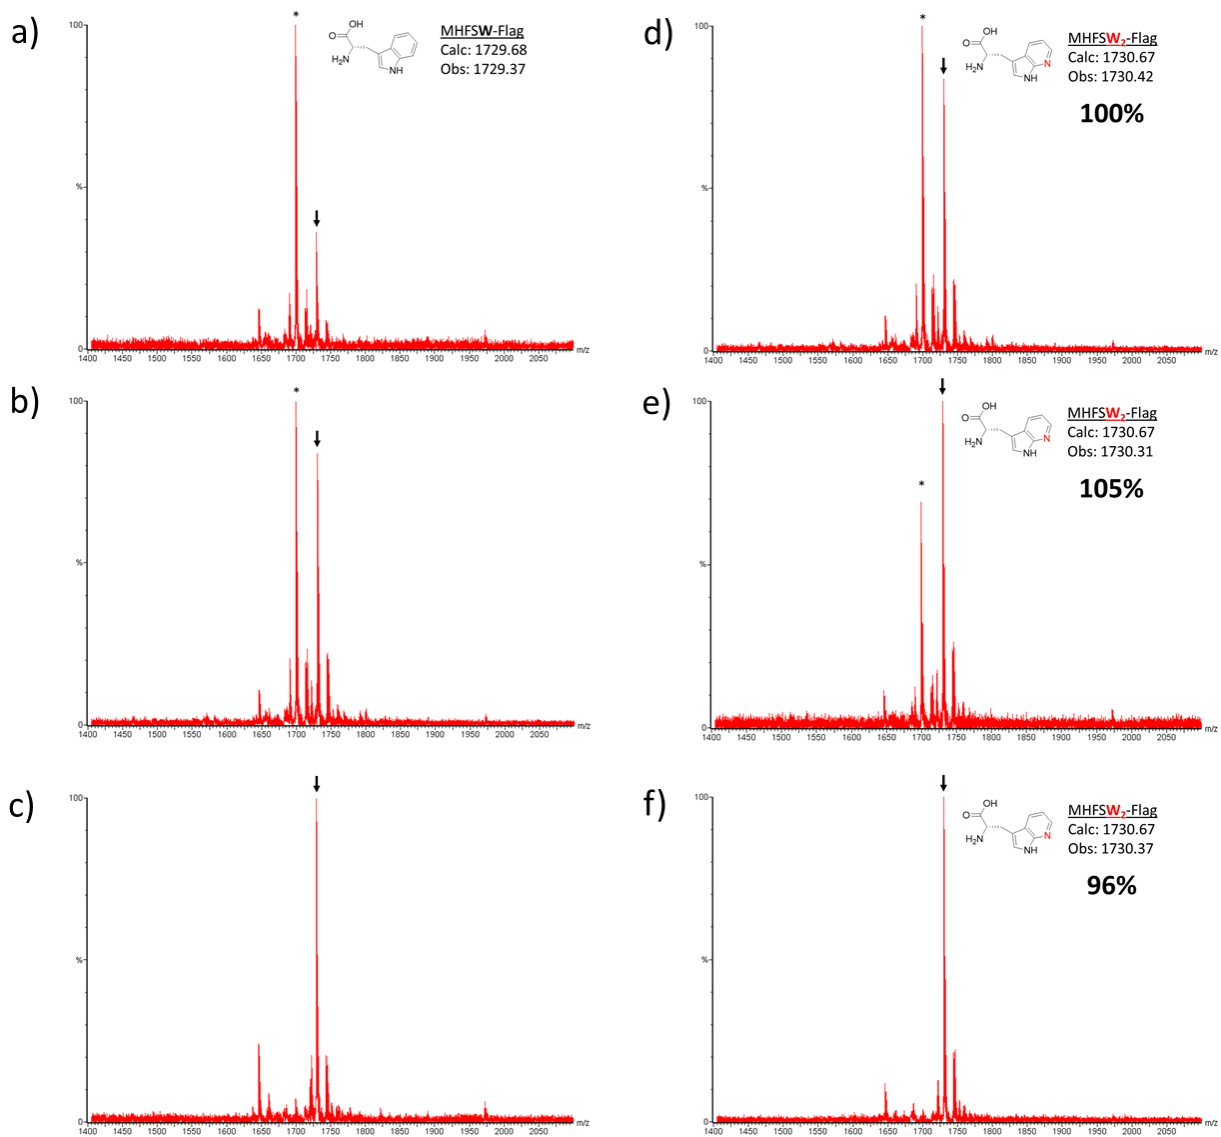 a)
100
%
0
*
OH
O
H₂N
NH
MHFSW-Flag
Calc: 1729.68
Obs: 1729.37
1400 1450 1500 1550 1600 1650 1700 1750 1800 1850 1900 1950 2000 2050 m/z
d)
100
%
0
*
OH
O
H₂N
NH
N
MHFSW₂-Flag
Calc: 1730.67
Obs: 1730.42
100%
1400 1450 1500 1550 1600 1650 1700 1750 1800 1850 1900 1950 2000 2050 m/z
b)
100
%
0
*
1400 1450 1500 1550 1600 1650 1700 1750 1800 1850 1900 1950 2000 2050 m/z
e)
100
%
0
*
OH
O
H₂N
NH
N
MHFSW₂-Flag
Calc: 1730.67
Obs: 1730.31
105%
1400 1450 1500 1550 1600 1650 1700 1750 1800 1850 1900 1950 2000 2050 m/z
c)
100
%
0
1400 1450 1500 1550 1600 1650 1700 1750 1800 1850 1900 1950 2000 2050 m/z
f)
100
%
0
OH
O
H₂N
NH
N
MHFSW₂-Flag
Calc: 1730.67
Obs: 1730.37
96%
1400 1450 1500 1550 1600 1650 1700 1750 1800 1850 1900 1950 2000 2050 m/z